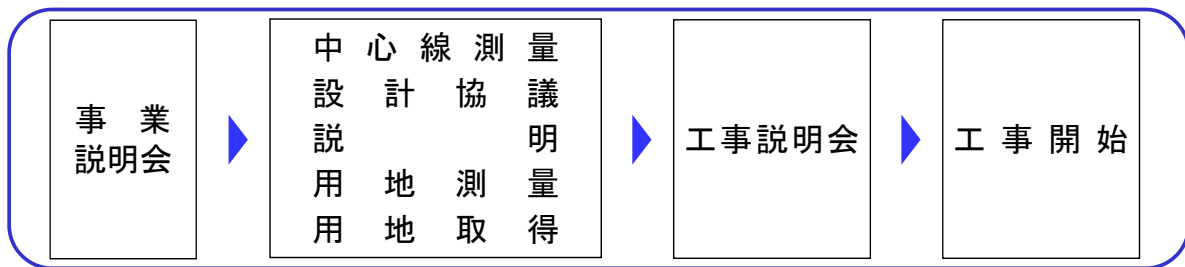 事業
説明会
中心線測量
設計協議
説明
用地測量
用地取得
工事説明会
工事開始